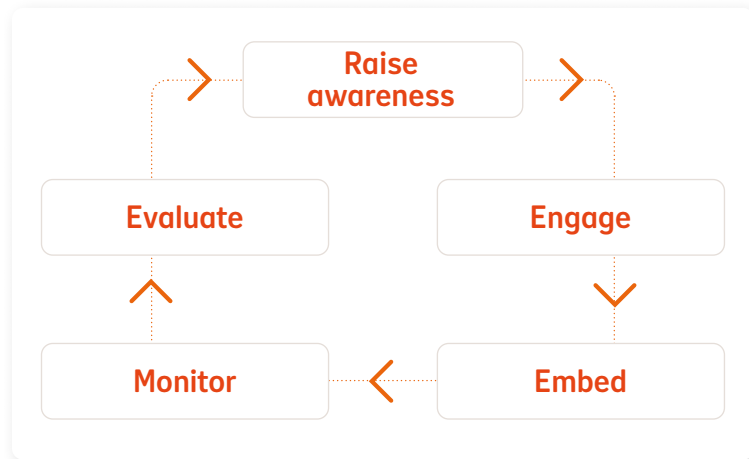 Raise
awareness
Evaluate
Engage
Monitor
Embed